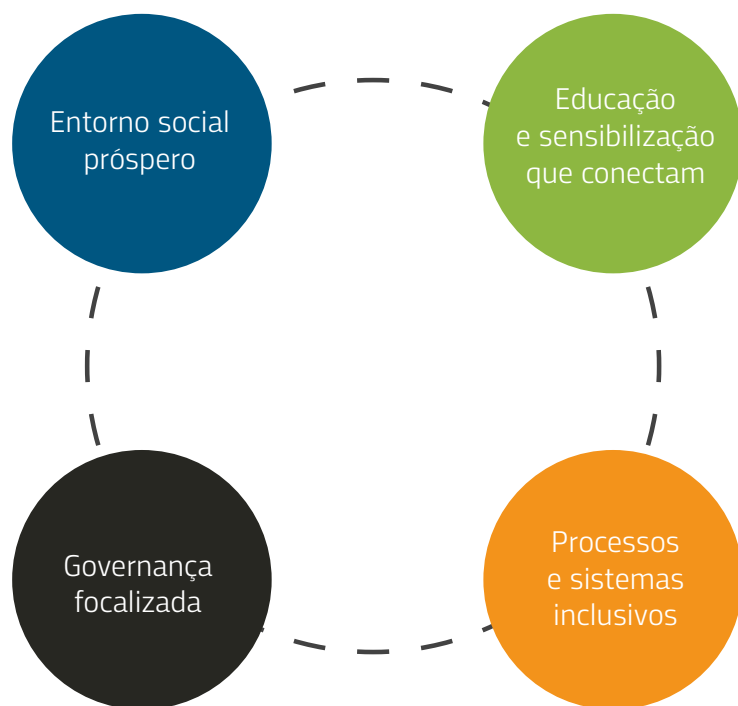 Entorno social
próspero
Educação
e sensibilização
que conectam
Governança
focalizada
Processos
e sistemas
inclusivos